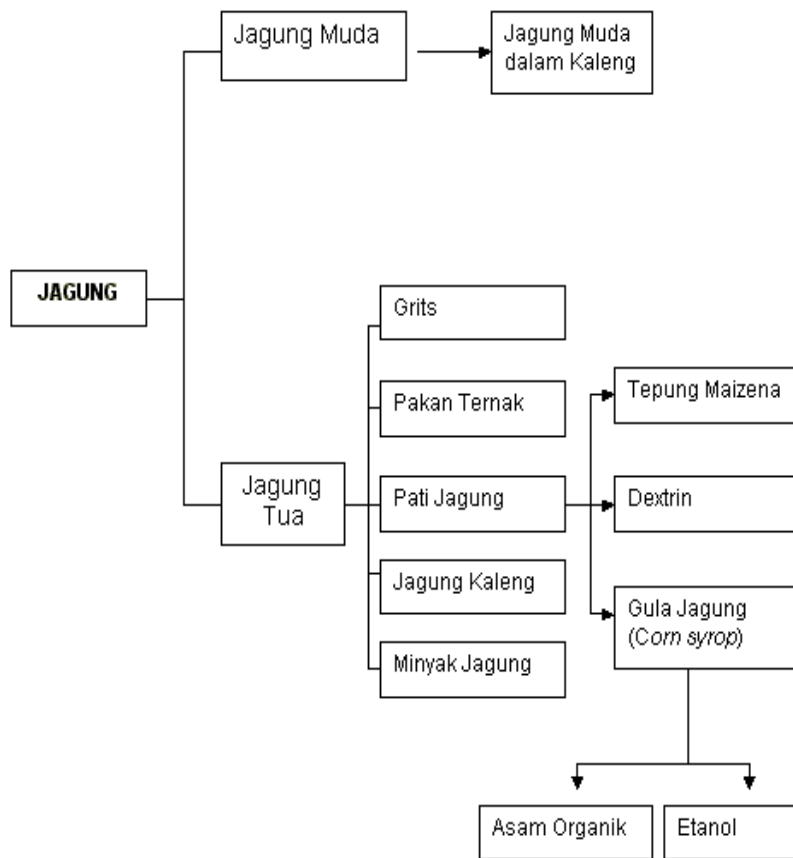 Jagung Muda
Jagung Muda
dalam Kaleng
JAGUNG
Grits
Pakan Ternak
Tepung Maizena
Jagung
Tua
Pati Jagung
Dextrin
Jagung Kaleng
Gula Jagung
(Corn syrop)
Minyak Jagung
Asam Organik
Etanol